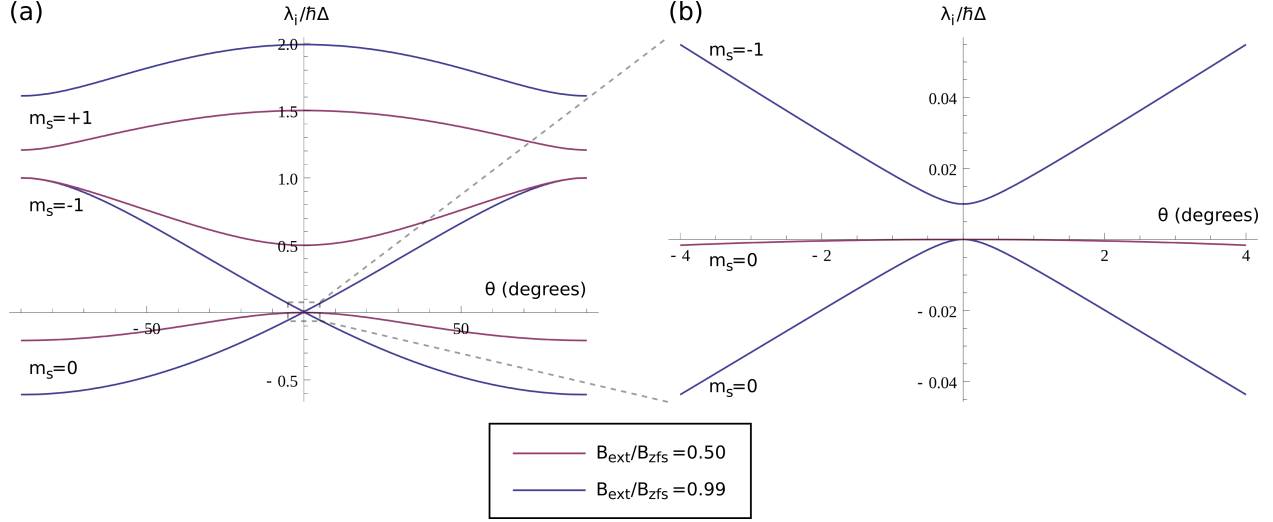 (a)
λi/ħΔ
2.0
1.5
ms=+1
1.0
ms=-1
0.5
θ (degrees)
- 50
50
ms=0
- 0.5
(b)
λi/ħΔ
ms=-1
0.04
0.02
θ (degrees)
- 4
- 2
2
4
ms=0
- 0.02
ms=0
- 0.04
Bext/Bzfs =0.50
Bext/Bzfs =0.99